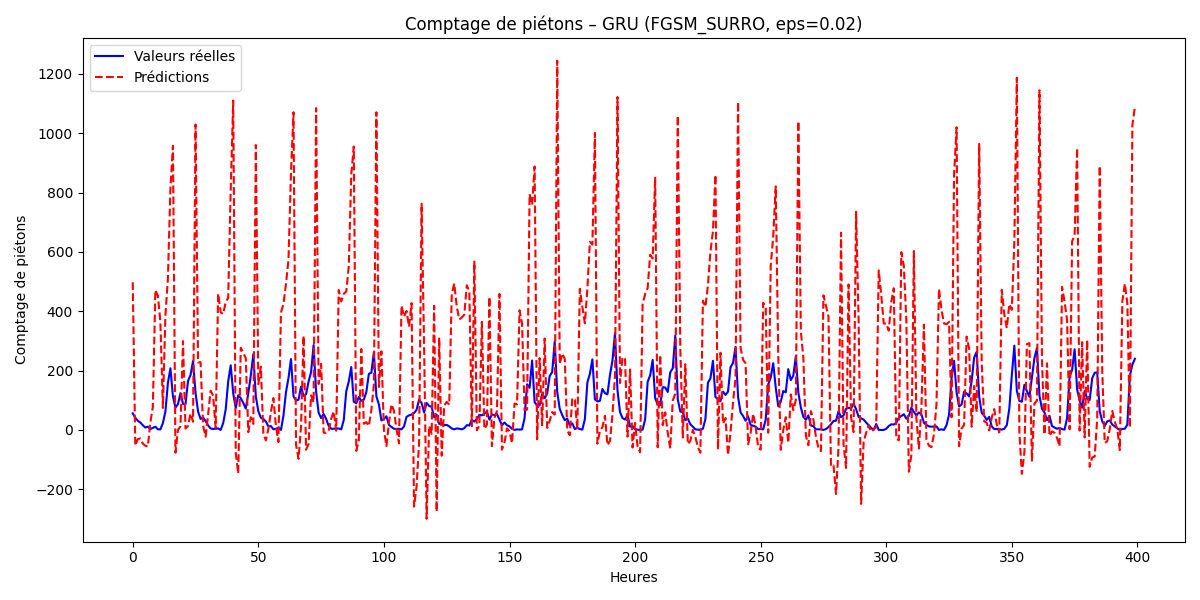 Comptage de piétons – GRU (FGSM_SURRO, eps=0.02)
Valeurs réelles
Prédictions
1200
1000
800
600
400
200
0
−200
Comptage de piétons
0 50 100 150 200 250 300 350 400
Heures